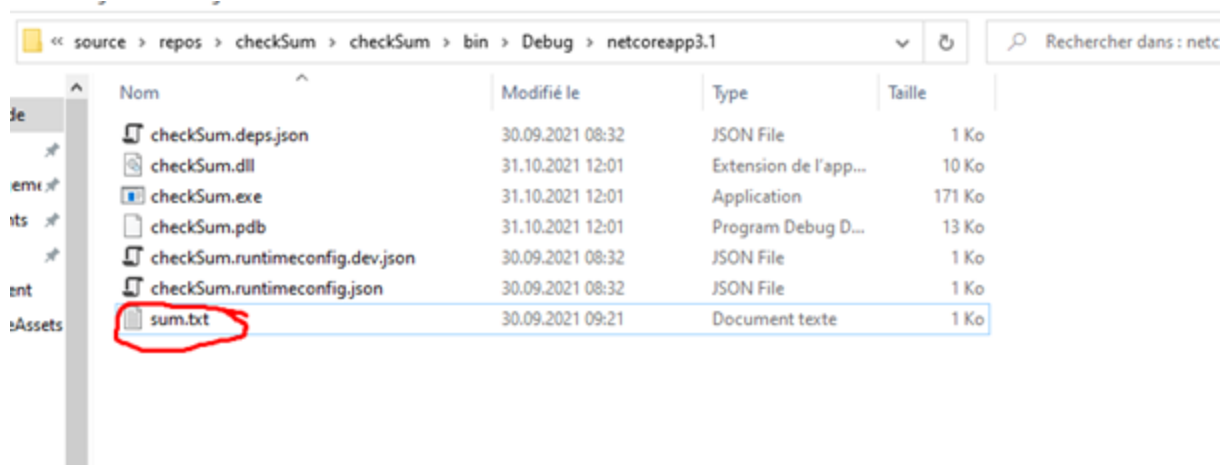 « source > repos > checkSum > checkSum > bin > Debug > netcoreapp3.1
Rechercher dans : netc
Nom Modifié le Type Taille
checkSum.deps.json 30.09.2021 08:32 JSON File 1 Ko
checkSum.dll 31.10.2021 12:01 Extension de l'app... 10 Ko
checkSum.exe 31.10.2021 12:01 Application 171 Ko
checkSum.pdb 31.10.2021 12:01 Program Debug D... 13 Ko
checkSum.runtimeconfig.dev.json 30.09.2021 08:32 JSON File 1 Ko
checkSum.runtimeconfig.json 30.09.2021 08:32 JSON File 1 Ko
sum.txt 30.09.2021 09:21 Document texte 1 Ko
de
eme
nts
ent
eAssets